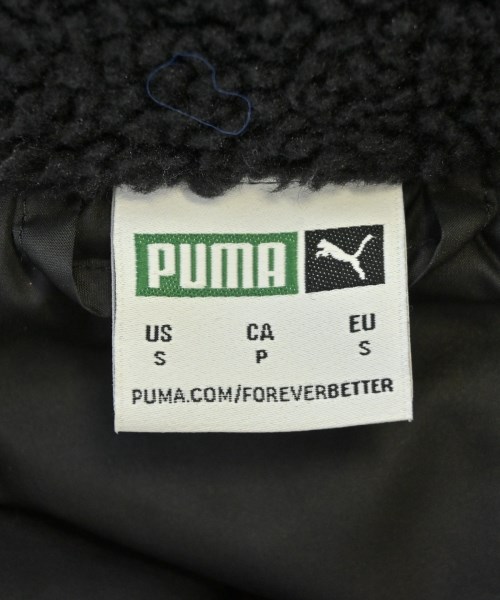 PUMA
US CA EU
S P S
PUMA.COM/FOREVERBETTER